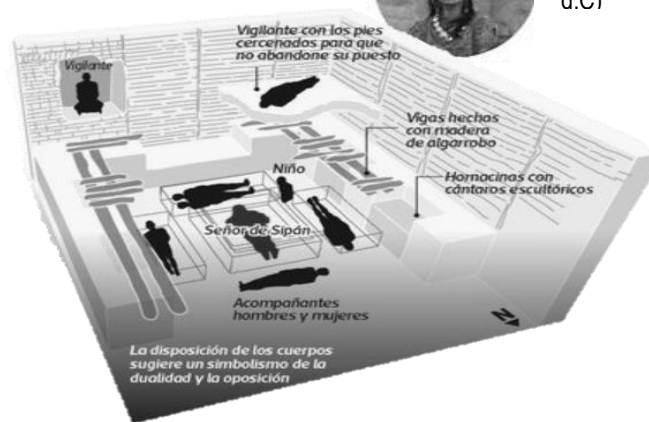 d.C)
Vigilante con los pies
cercenados para que
no abandone su puesto
Vigilante
Vigas hechos
con madera
de algarrobo
Niño
Hornacinas con
cántaros escultóricos
Señor de Sipán
Acompañantes
hombres y mujeres
N
La disposición de los cuerpos
sugiere un simbolismo de la
dualidad y la oposición